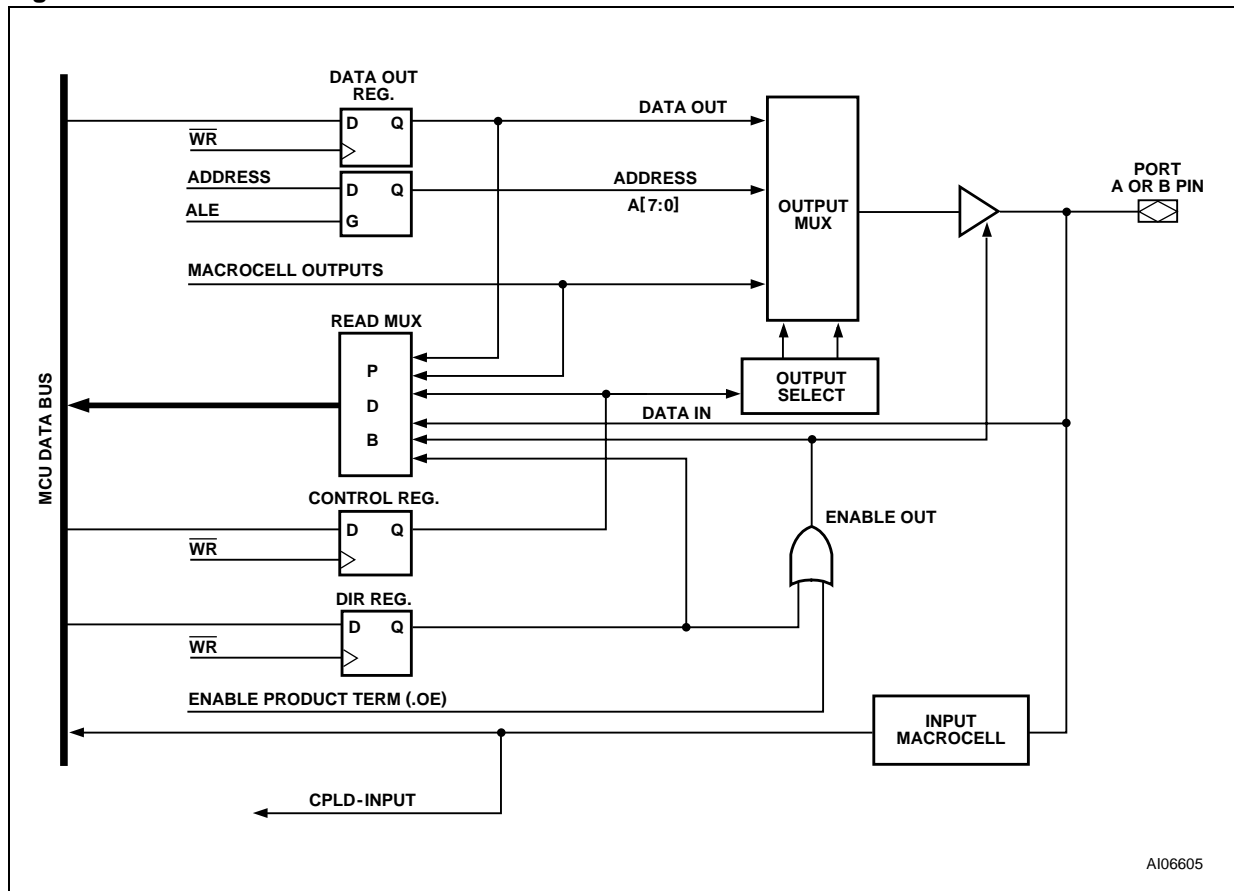 DATA OUT
REG.
D Q
WR
DATA OUT
ADDRESS
D Q
ALE
G
ADDRESS
A[7:0]
OUTPUT
MUX
PORT
A OR B PIN
MACROCELL OUTPUTS
READ MUX
P
D
B
OUTPUT
SELECT
DATA IN
MCU DATA BUS
CONTROL REG.
D Q
WR
ENABLE OUT
DIR REG.
D Q
WR
ENABLE PRODUCT TERM (.OE)
INPUT
MACROCELL
CPLD-INPUT
AI06605